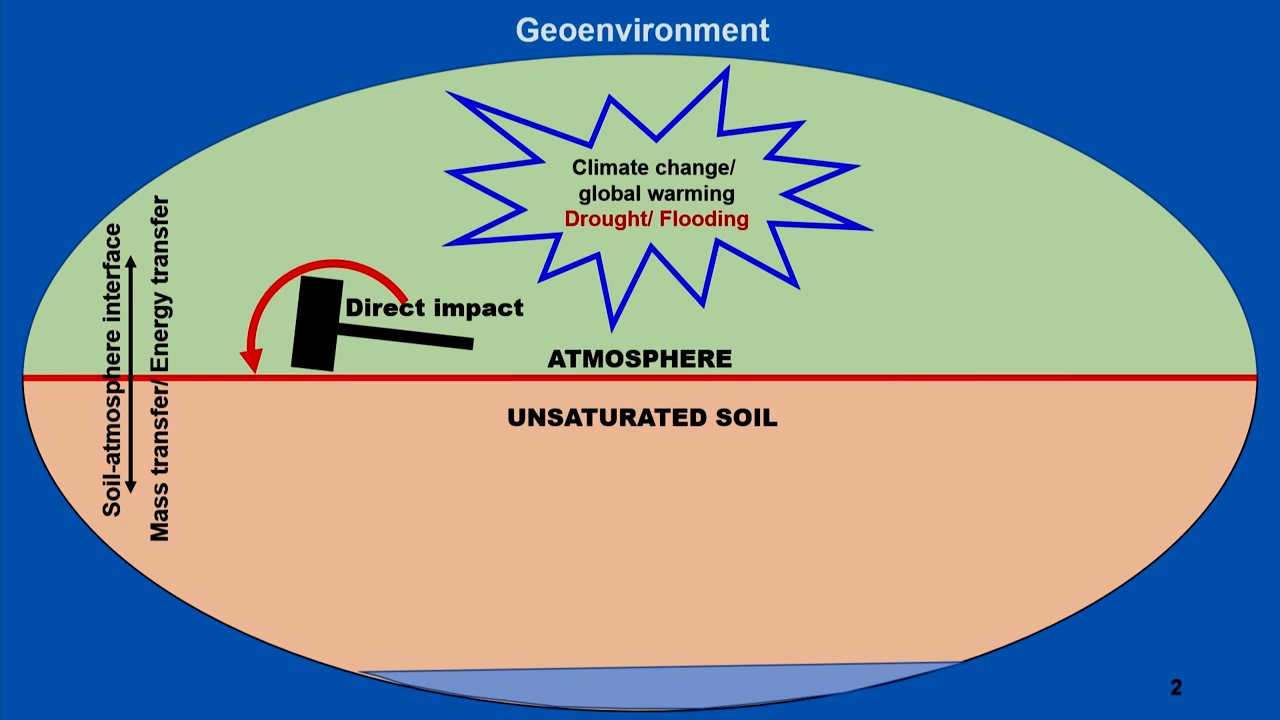 Geoenvironment
Climate change/
global warming
Drought/ Flooding
Soil-atmosphere interface
Mass transfer/ Energy transfer
Direct impact
ATMOSPHERE
UNSATURATED SOIL
2